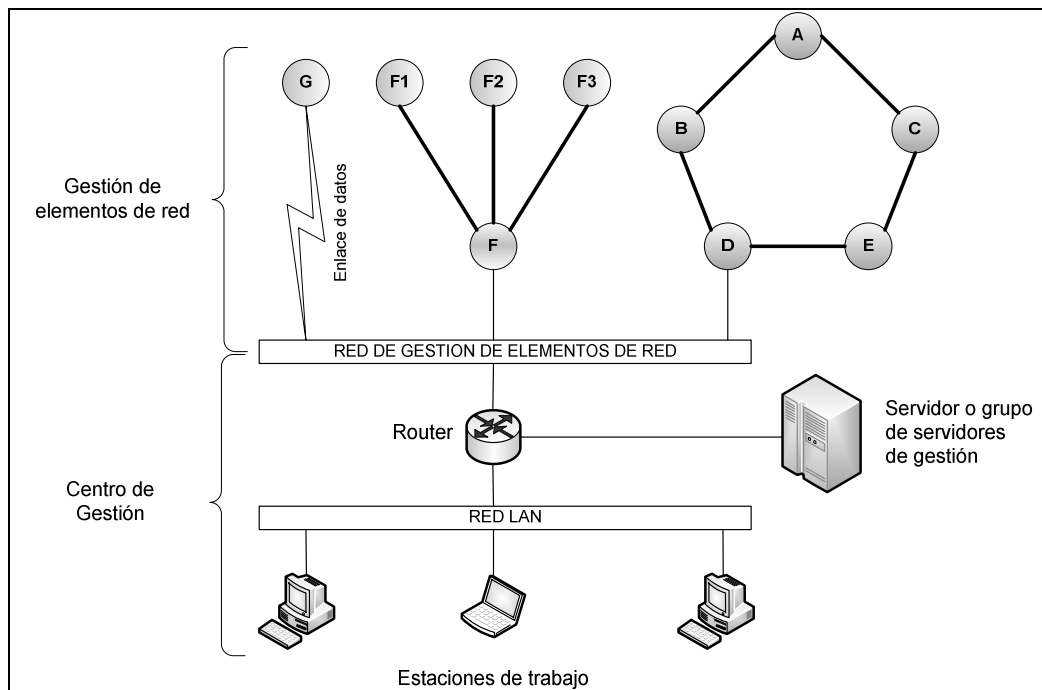 A
G
F1
F2
F3
B
C
Gestión de
elementos de red
Enlace de datos
F
D
E
RED DE GESTION DE ELEMENTOS DE RED
Router
Servidor o grupo
de servidores
de gestión
Centro de
Gestión
RED LAN
Estaciones de trabajo